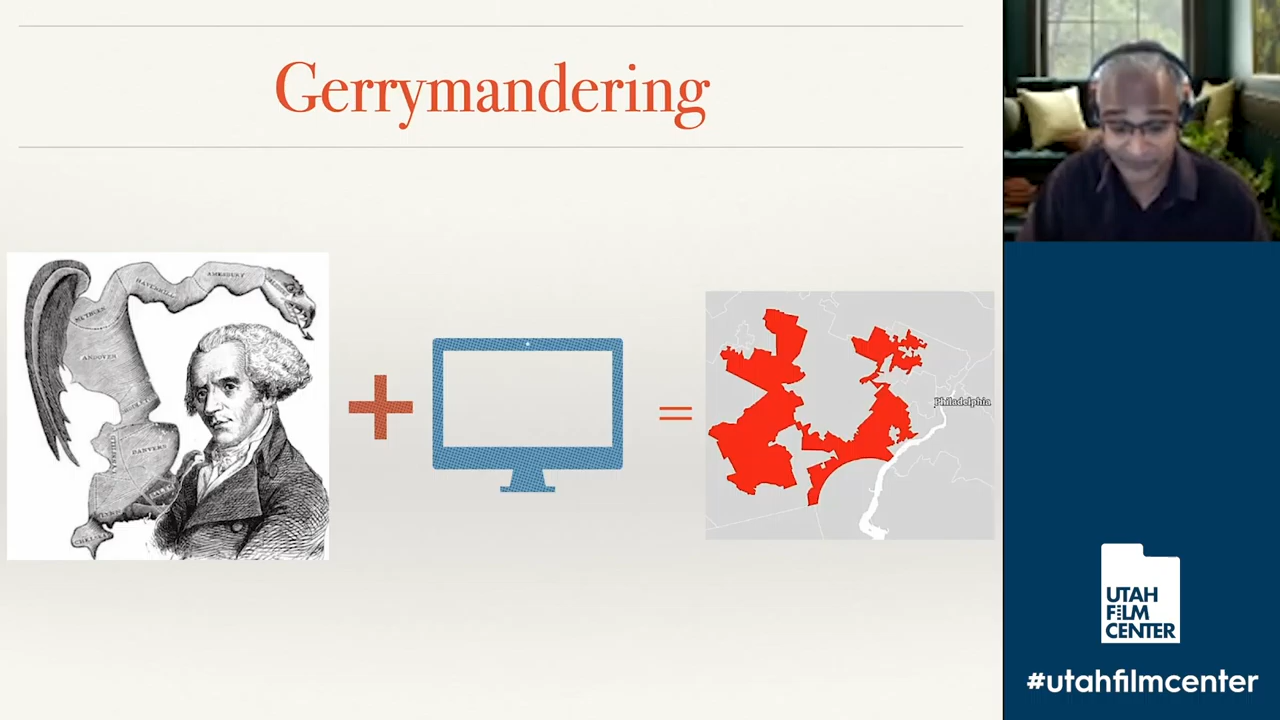 Gerrymandering
AMESBURY
HAVERHILL
METHUEN
ANDOVER
DANVERS
Philadelphia
UTAH
FILM
CENTER
#utahfilmcenter